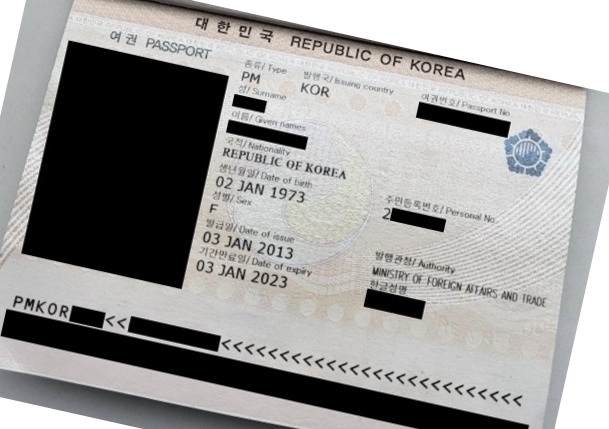 대한민국 REPUBLIC OF KOREA
여권 PASSPORT
종류/ Type 발행국/ Issuing country 여권번호/ Passport No.
PM KOR
성/ Surname
이름/ Given names
국적/ Nationality
REPUBLIC OF KOREA
생년월일/ Date of birth 주민등록번호/ Personal No.
02 JAN 1973 2
성별/ Sex
F
발급일/ Date of issue 발행관청/ Authority
03 JAN 2013 MINISTRY OF FOREIGN AFFAIRS AND TRADE
기간만료일/ Date of expiry 한글성명
03 JAN 2023
PMKOR << <<<<<<<<<<<<<<<<<<<<<<<<<<<